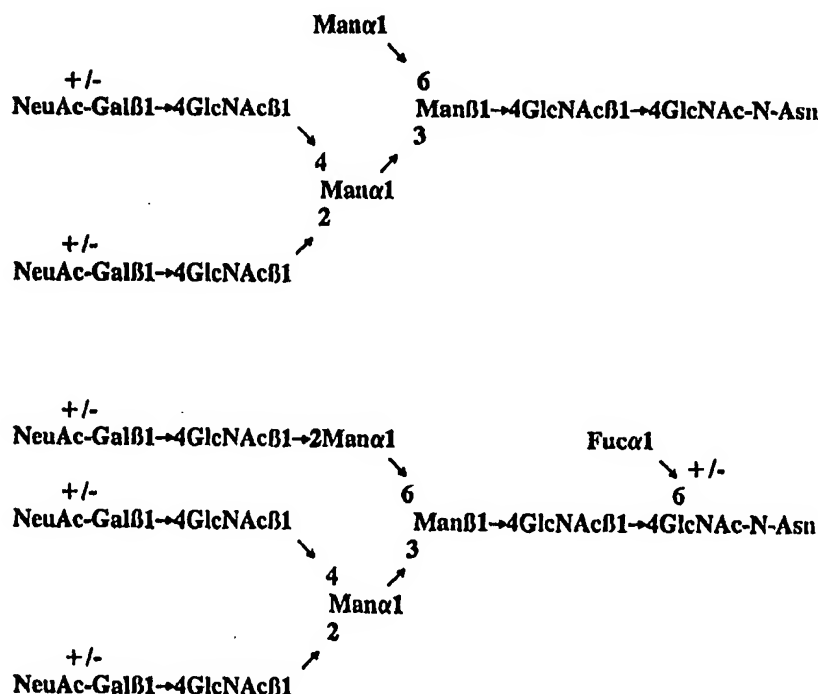 Manα1
+/- 6
NeuAc-Galß1→4GlcNAcß1 Manß1→4GlcNAcß1→4GlcNAc-N-Asn
3
4
Manα1
2
+/-
NeuAc-Galß1→4GlcNAcß1
+/-
NeuAc-Galß1→4GlcNAcß1→2Manα1 Fucα1
+/- 6 6 +/-
NeuAc-Galß1→4GlcNAcß1 Manß1→4GlcNAcß1→4GlcNAc-N-Asn
3
4
Manα1
2
+/-
NeuAc-Galß1→4GlcNAcß1